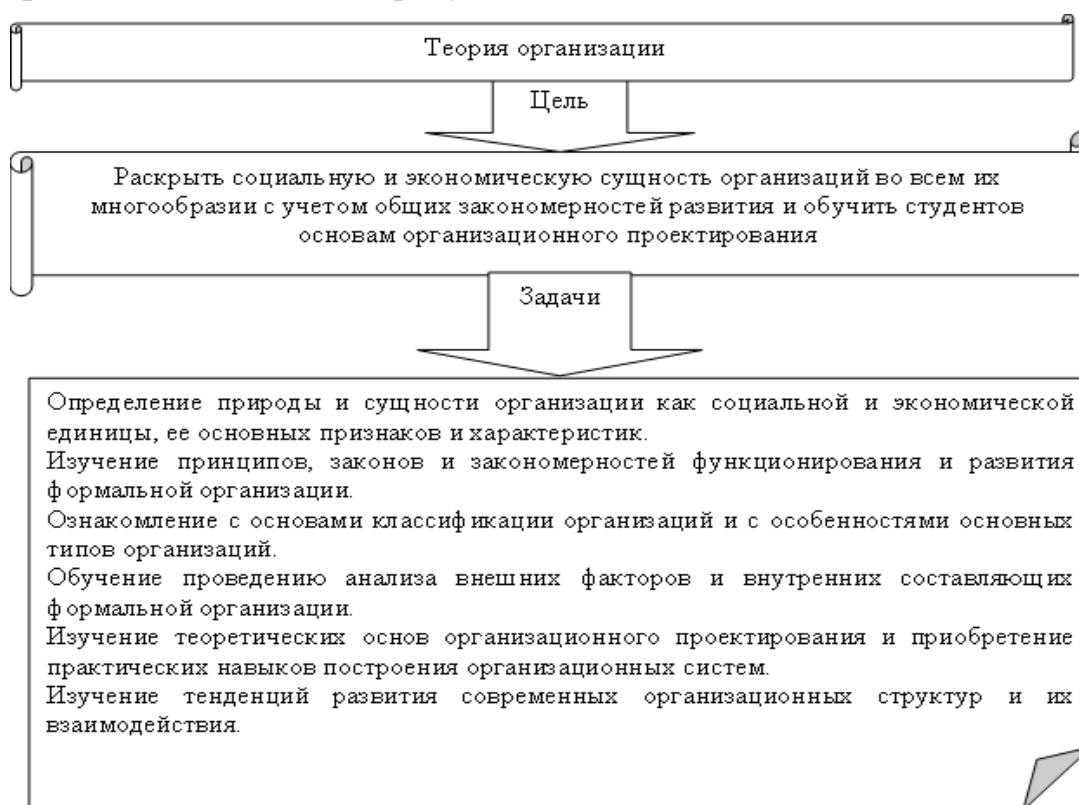 Теория организации
Цель
Раскрыть социальную и экономическую сущность организаций во всем их
многообразии с учетом общих закономерностей развития и обучить студентов
основам организационного проектирования
Задачи
Определение природы и сущности организации как социальной и экономической
единицы, ее основных признаков и характеристик.
Изучение принципов, законов и закономерностей функционирования и развития
формальной организации.
Ознакомление с основами классификации организаций и с особенностями основных
типов организаций.
Обучение проведению анализа внешних факторов и внутренних составляющих
формальной организации.
Изучение теоретических основ организационного проектирования и приобретение
практических навыков построения организационных систем.
Изучение тенденций развития современных организационных структур и их
взаимодействия.